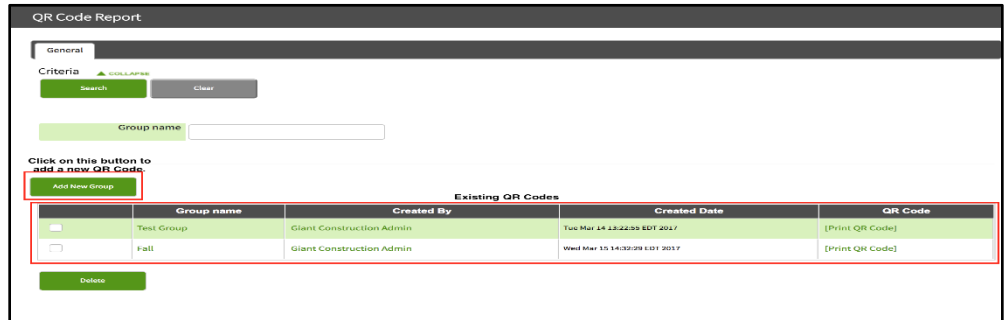 QR Code Report
General
Criteria ▲ COLLAPSE
Search Clear
Group name
Click on this button to
add a new QR Code.
Add New Group
Existing QR Codes
Group name Created By Created Date QR Code
Test Group Giant Construction Admin Tue Mar 14 13:22:55 EDT 2017 [Print QR Code]
Fall Giant Construction Admin Wed Mar 15 14:32:29 EDT 2017 [Print QR Code]
Delete